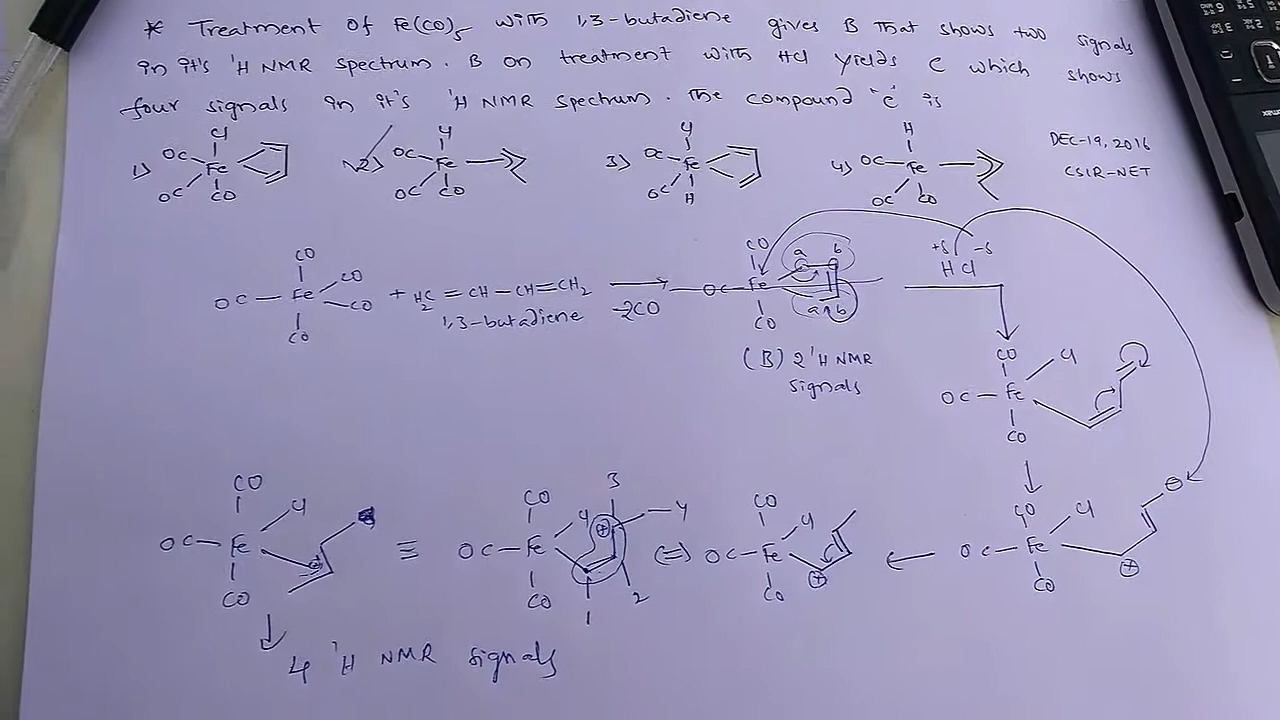 * Treatment of Fe(CO)5 with 1,3-butadiene gives B that shows two signals
in it's 1H NMR spectrum. B on treatment with HCl yields C which shows
four signals in it's 1H NMR spectrum. The compound "C" is
1) Cl OC Fe OC CO
2) Cl OC Fe OC CO
3) Cl OC Fe OC H
4) H OC Fe OC CO
DEC-19, 2016
CSIR-NET
CO
OC - Fe CO CO
CO
+ H2C = CH - CH = CH2
1,3-butadiene
-2CO
CO a b
OC - Fe
CO a b
(B) 2 1H NMR
signals
+δ -δ
H Cl
CO Cl
OC - Fe
CO
CO Cl ⊖
OC - Fe ⊕
CO
CO Cl
OC - Fe ⊕
CO
≡
CO Cl ⊕ 3 4
OC - Fe
CO 1 2
CO Cl
OC - Fe ⊕
CO
4 1H NMR signals